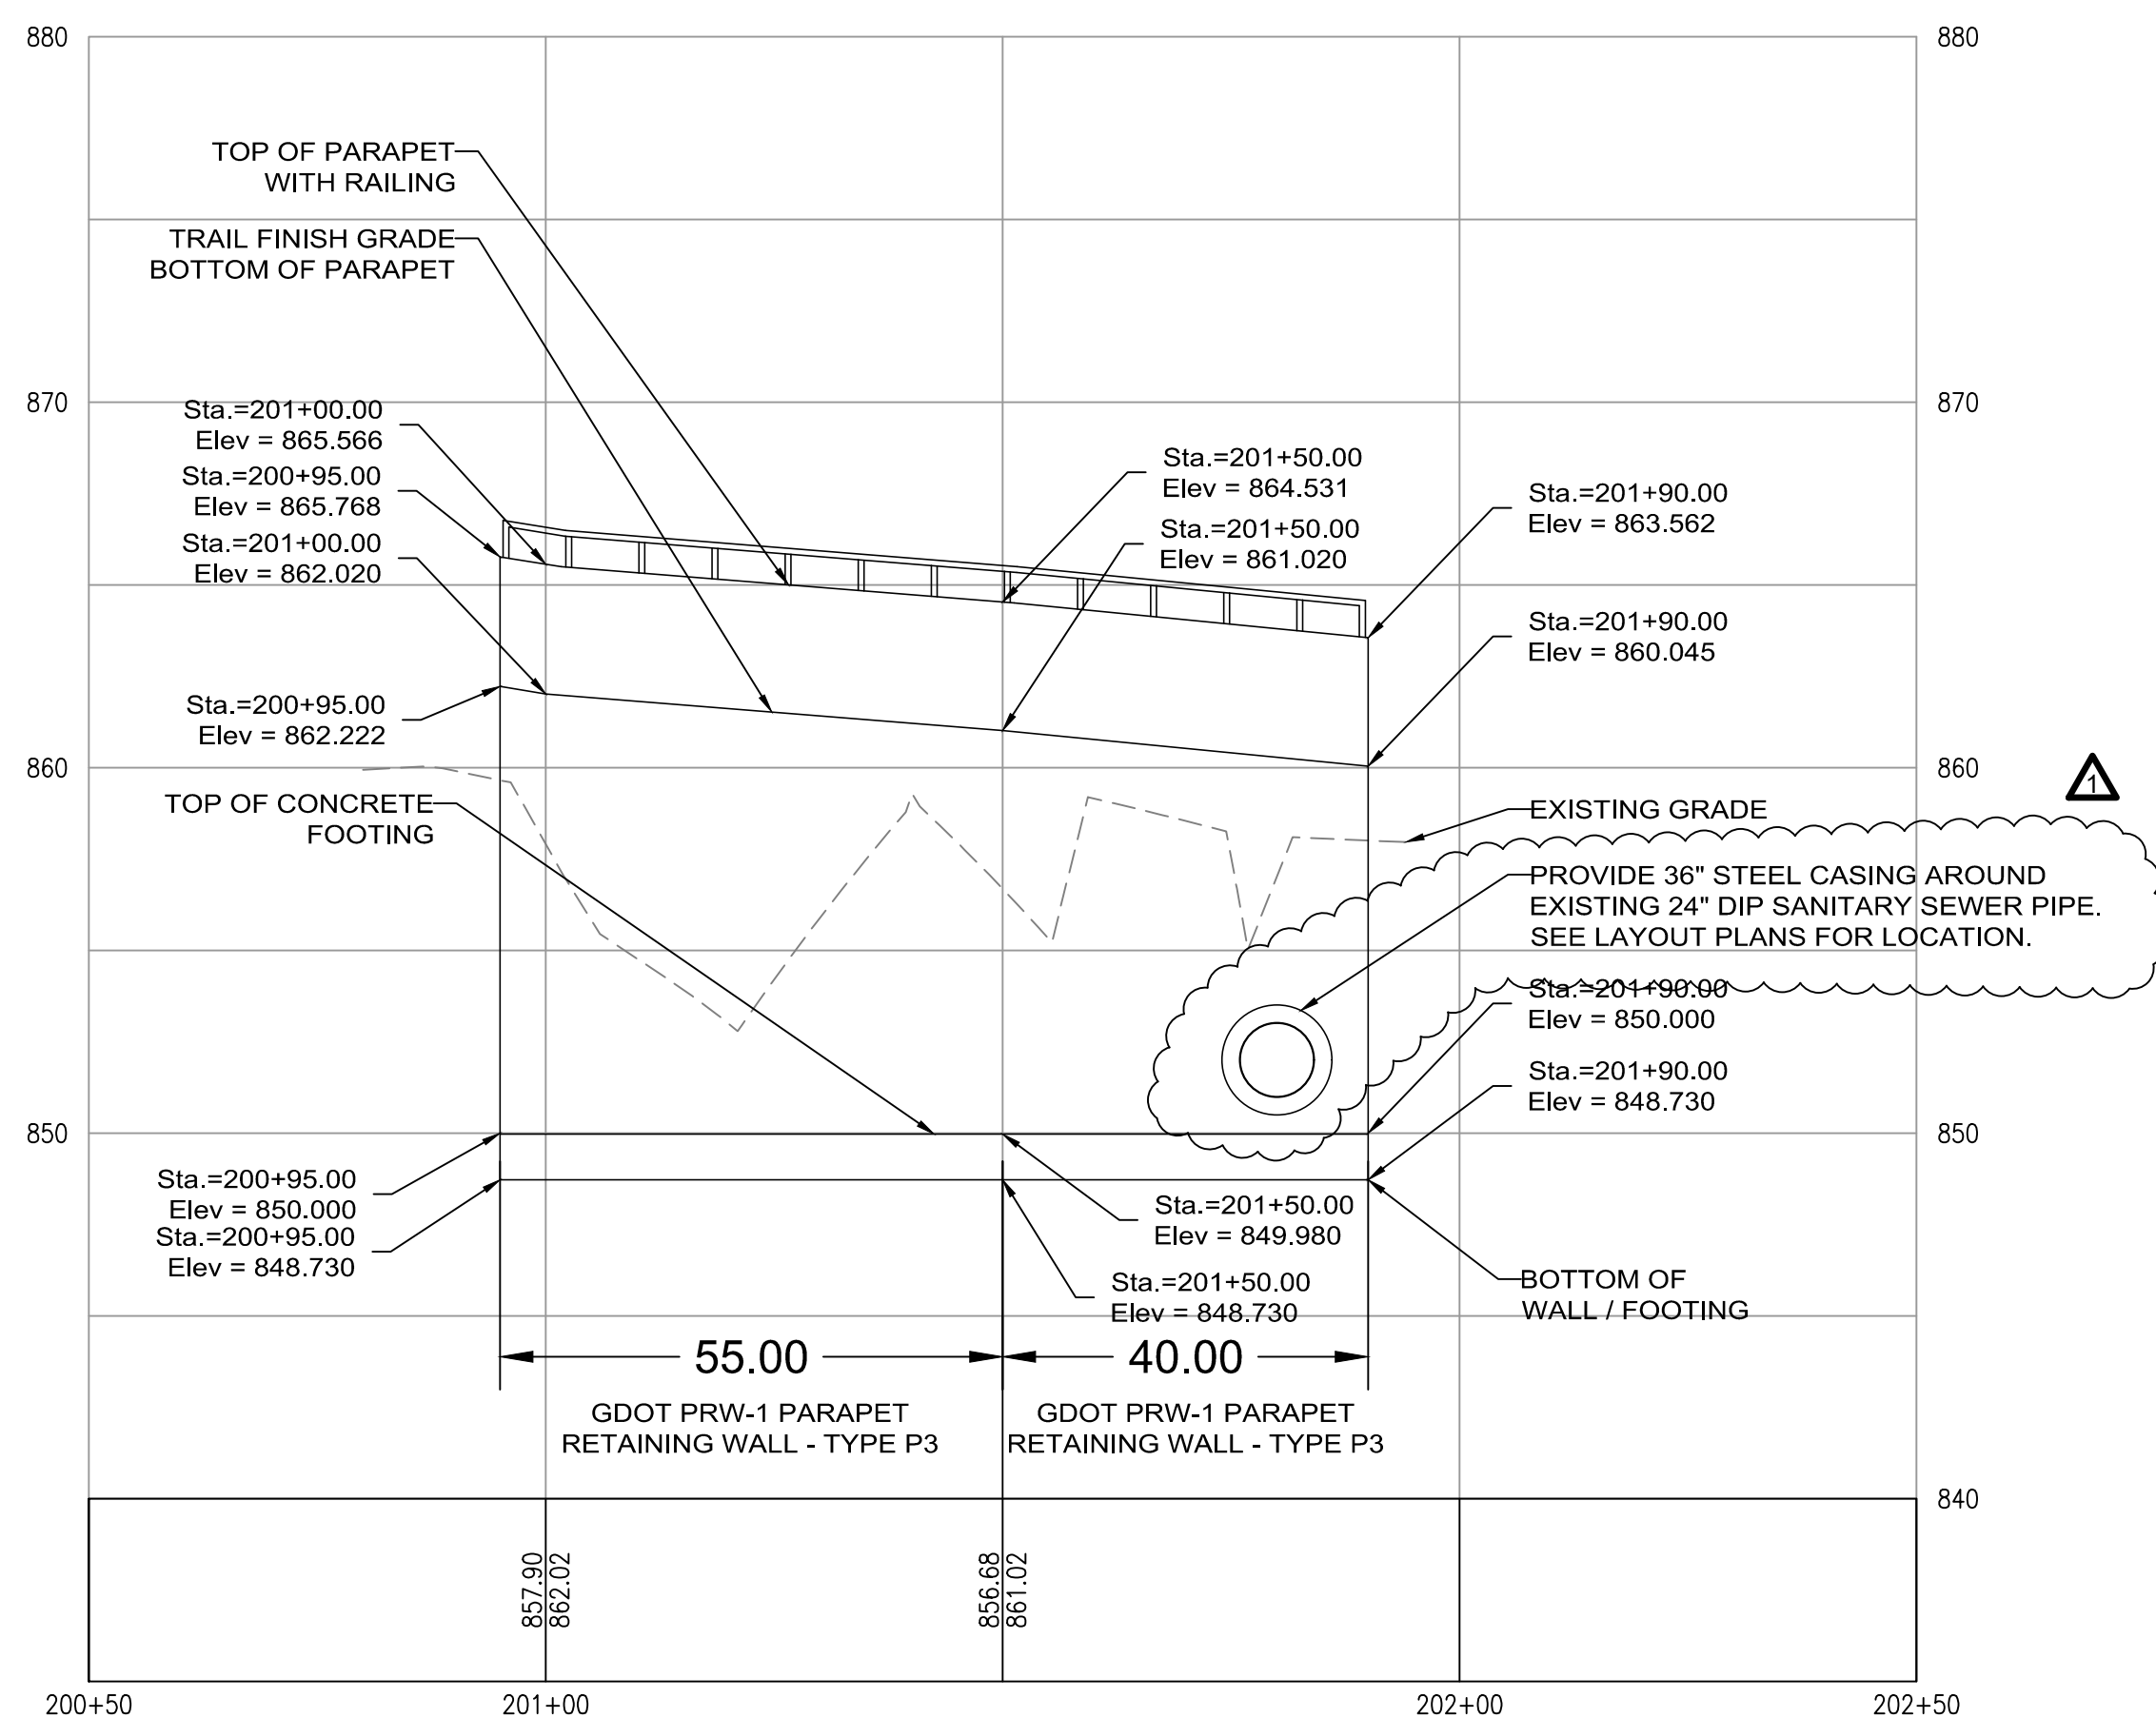 880
880
TOP OF PARAPET
WITH RAILING
TRAIL FINISH GRADE
BOTTOM OF PARAPET
870
870
Sta.=201+00.00
Elev = 865.566
Sta.=200+95.00
Elev = 865.768
Sta.=201+00.00
Elev = 862.020
Sta.=201+50.00
Elev = 864.531
Sta.=201+50.00
Elev = 861.020
Sta.=201+90.00
Elev = 863.562
Sta.=201+90.00
Elev = 860.045
Sta.=200+95.00
Elev = 862.222
860
860
1
TOP OF CONCRETE
FOOTING
EXISTING GRADE
PROVIDE 36" STEEL CASING AROUND
EXISTING 24" DIP SANITARY SEWER PIPE.
SEE LAYOUT PLANS FOR LOCATION.
Sta.=201+90.00
Elev = 850.000
Sta.=201+90.00
Elev = 848.730
850
850
Sta.=200+95.00
Elev = 850.000
Sta.=200+95.00
Elev = 848.730
Sta.=201+50.00
Elev = 849.980
Sta.=201+50.00
Elev = 848.730
BOTTOM OF
WALL / FOOTING
55.00
40.00
GDOT PRW-1 PARAPET
RETAINING WALL - TYPE P3
GDOT PRW-1 PARAPET
RETAINING WALL - TYPE P3
840
857.90
862.02
856.68
861.02
200+50
201+00
202+00
202+50